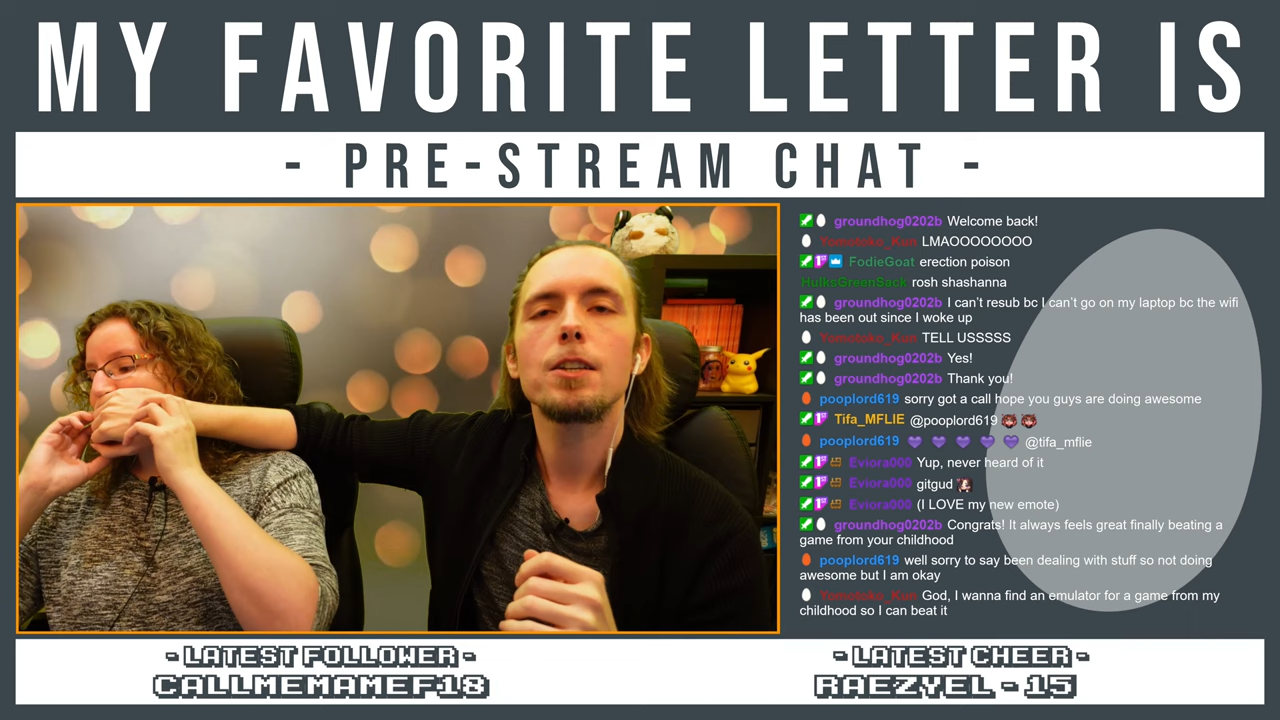 MY FAVORITE LETTER IS
- PRE-STREAM CHAT -
groundhog0202b Welcome back!
Yomotoko_Kun LMAOOOOOOOO
FodieGoat erection poison
HulksGreenSack rosh shashanna
groundhog0202b I can't resub bc I can't go on my laptop bc the wifi
has been out since I woke up
Yomotoko_Kun TELL USSSSS
groundhog0202b Yes!
groundhog0202b Thank you!
pooplord619 sorry got a call hope you guys are doing awesome
Tifa_MFLIE @pooplord619
pooplord619 @tifa_mflie
Eviora000 Yup, never heard of it
Eviora000 gitgud
Eviora000 (I LOVE my new emote)
groundhog0202b Congrats! It always feels great finally beating a
game from your childhood
pooplord619 well sorry to say been dealing with stuff so not doing
awesome but I am okay
Yomotoko_Kun God, I wanna find an emulator for a game from my
childhood so I can beat it
- LATEST FOLLOWER -
CALLMEMAMEF18
- LATEST CHEER -
RAEZYEL - 15